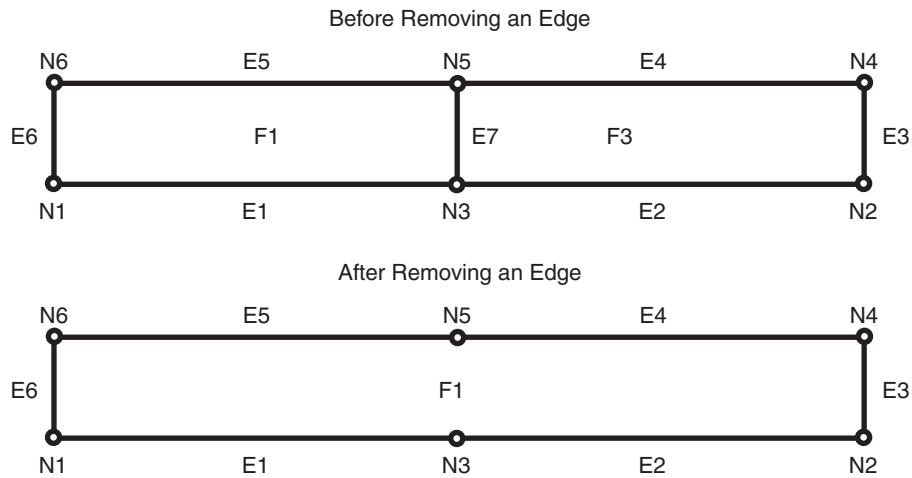 Before Removing an Edge
N6 E5 N5 E4 N4
E6 F1 E7 F3 E3
N1 E1 N3 E2 N2
After Removing an Edge
N6 E5 N5 E4 N4
E6 F1 E3
N1 E1 N3 E2 N2